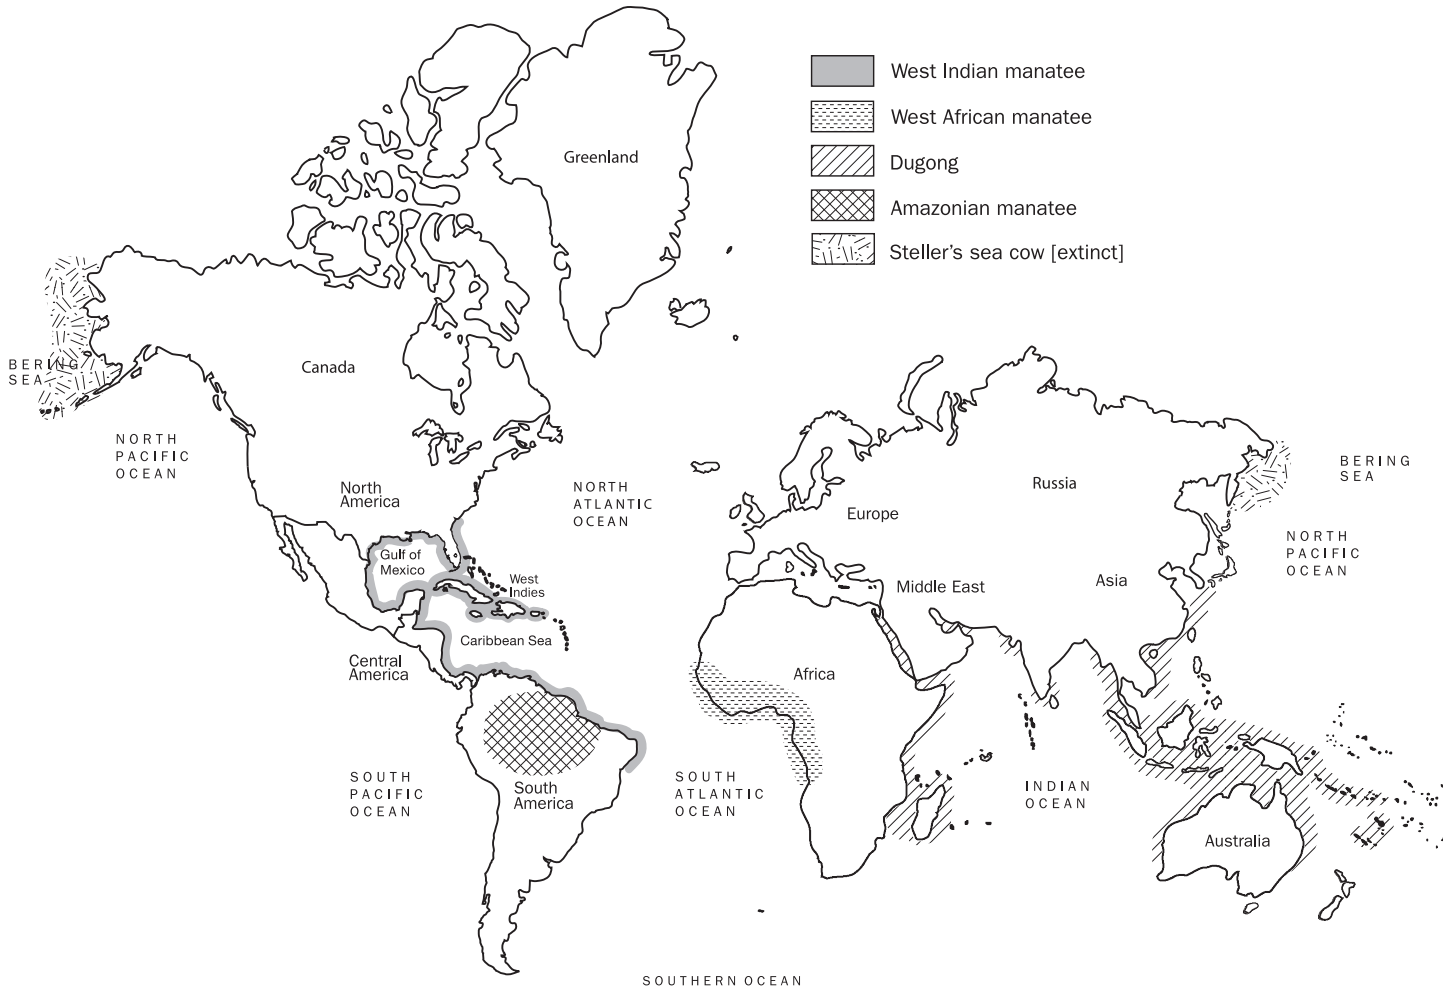 West Indian manatee
West African manatee
Dugong
Amazonian manatee
Steller's sea cow [extinct]
Greenland
Canada
BERING
SEA
NORTH
PACIFIC
OCEAN
North
America
NORTH
ATLANTIC
OCEAN
Gulf of
Mexico
West
Indies
Caribbean Sea
Central
America
SOUTH
PACIFIC
OCEAN
South
America
SOUTH
ATLANTIC
OCEAN
Europe
Russia
BERING
SEA
NORTH
PACIFIC
OCEAN
Middle East
Asia
Africa
INDIAN
OCEAN
Australia
SOUTHERN OCEAN